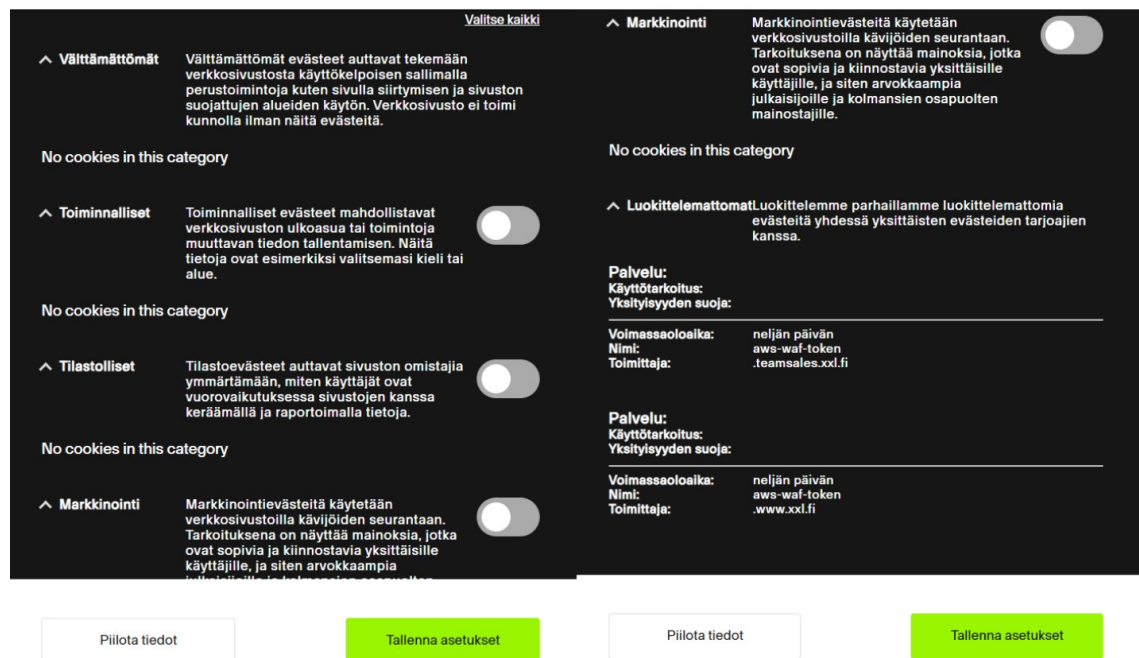 Valitse kaikki
Välttämättömät
Välttämättömät evästeet auttavat tekemään
verkkosivustosta käyttökelpoisen sallimalla
perustoimintoja kuten sivulla siirtymisen ja sivuston
suojattujen alueiden käytön. Verkkosivusto ei toimi
kunnolla ilman näitä evästeitä.
No cookies in this category
Toiminnalliset
Toiminnalliset evästeet mahdollistavat
verkkosivuston ulkoasua tai toimintoja
muuttavan tiedon tallentamisen. Näitä
tietoja ovat esimerkiksi valitsemasi kieli tai
alue.
No cookies in this category
Tilastolliset
Tilastoevästeet auttavat sivuston omistajia
ymmärtämään, miten käyttäjät ovat
vuorovaikutuksessa sivustojen kanssa
keräämällä ja raportoimalla tietoja.
No cookies in this category
Markkinointi
Markkinointievästeitä käytetään
verkkosivustoilla kävijöiden seurantaan.
Tarkoituksena on näyttää mainoksia, jotka
ovat sopivia ja kiinnostavia yksittäisille
käyttäjille, ja siten arvokkaampia
Piilota tiedot
Tallenna asetukset
Markkinointi
Markkinointievästeitä käytetään
verkkosivustoilla kävijöiden seurantaan.
Tarkoituksena on näyttää mainoksia, jotka
ovat sopivia ja kiinnostavia yksittäisille
käyttäjille, ja siten arvokkaampia
julkaisijoille ja kolmansien osapuolten
mainostajille.
No cookies in this category
Luokittelemattomat
Luokittelemme parhaillamme luokittelemattomia
evästeitä yhdessä yksittäisten evästeiden tarjoajien
kanssa.
Palvelu:
Käyttötarkoitus:
Yksityisyyden suoja:
Voimassaoloaika: neljän päivän
Nimi: aws-waf-token
Toimittaja: .teamsales.xxl.fi
Palvelu:
Käyttötarkoitus:
Yksityisyyden suoja:
Voimassaoloaika: neljän päivän
Nimi: aws-waf-token
Toimittaja: .www.xxl.fi
Piilota tiedot
Tallenna asetukset